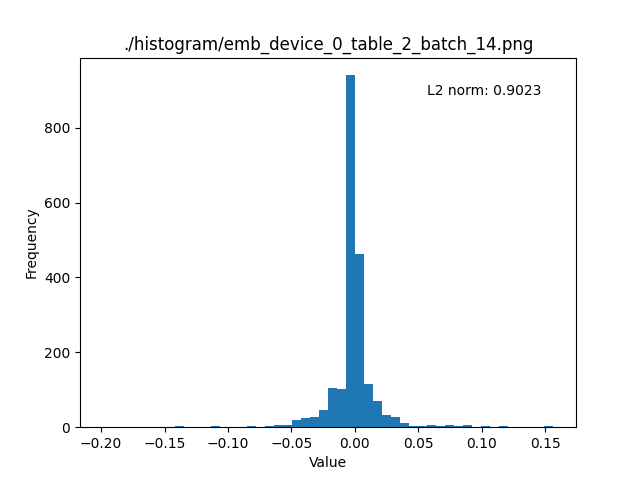 ./histogram/emb_device_0_table_2_batch_14.png
L2 norm: 0.9023
800
600
400
200
0
Frequency
−0.20 −0.15 −0.10 −0.05 0.00 0.05 0.10 0.15
Value